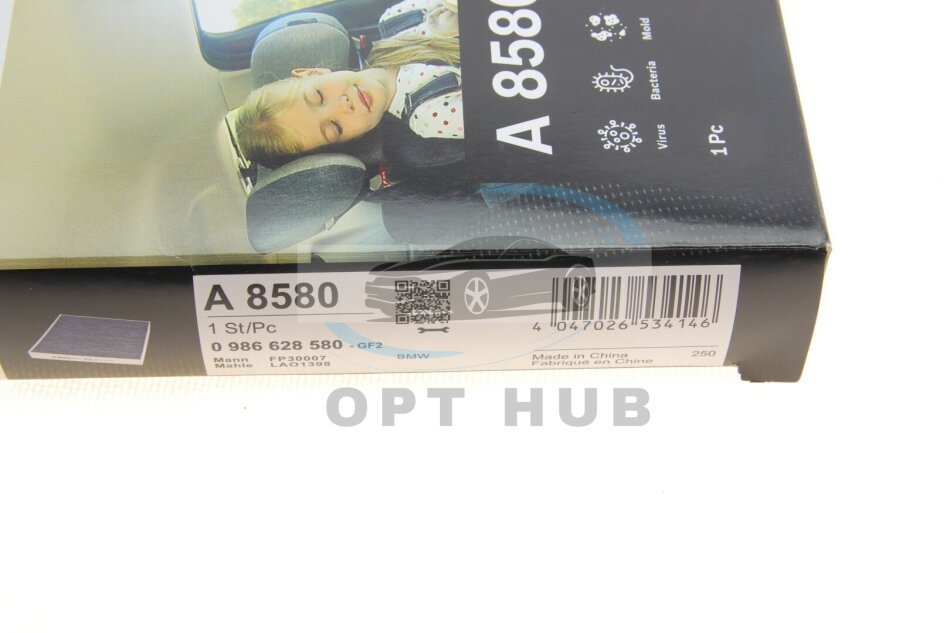 A 8580
Mold
Bacteria
Virus
1 Pc
A 8580
1 St/Pc
0 986 628 580 - GF2
Mann FP30007
Mahle LAO1398
BMW
4 047026 534146
Made in China
Fabriqué en Chine
250
OPT HUB